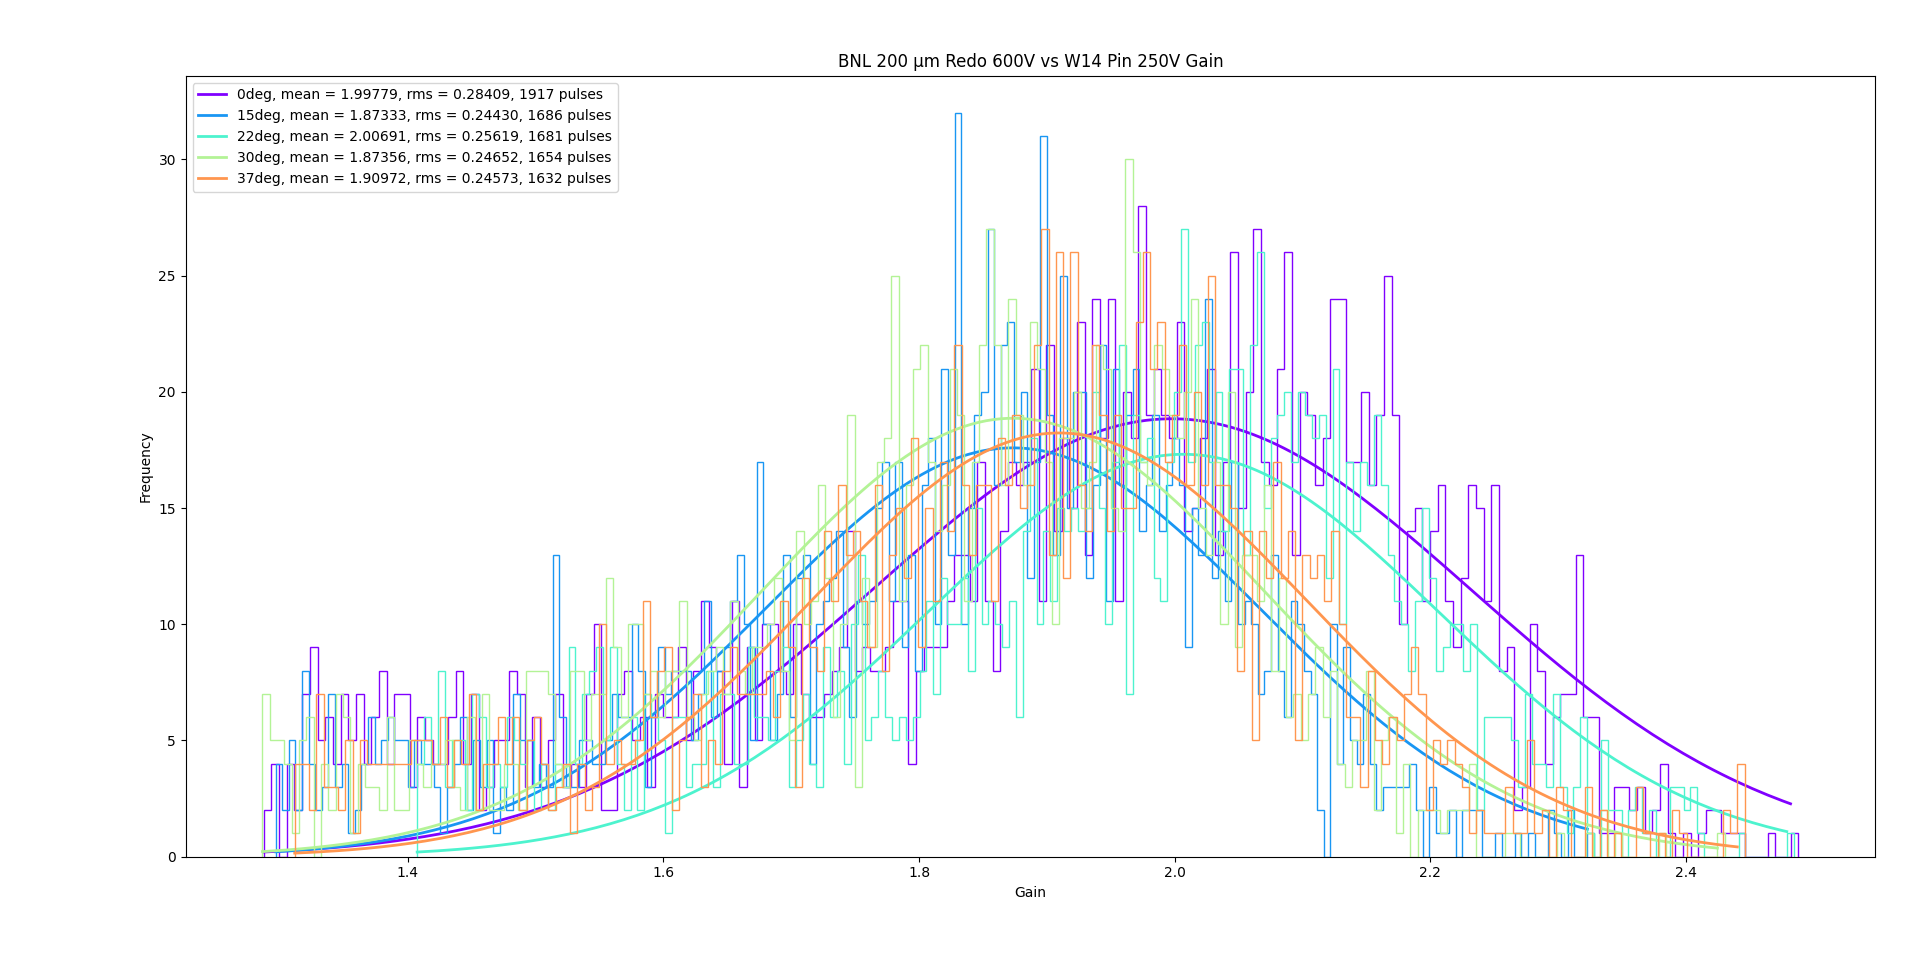 BNL 200 μm Redo 600V vs W14 Pin 250V Gain
0deg, mean = 1.99779, rms = 0.28409, 1917 pulses
15deg, mean = 1.87333, rms = 0.24430, 1686 pulses
22deg, mean = 2.00691, rms = 0.25619, 1681 pulses
30deg, mean = 1.87356, rms = 0.24652, 1654 pulses
37deg, mean = 1.90972, rms = 0.24573, 1632 pulses
30
25
20
15
10
5
0
Frequency
1.4 1.6 1.8 2.0 2.2 2.4
Gain